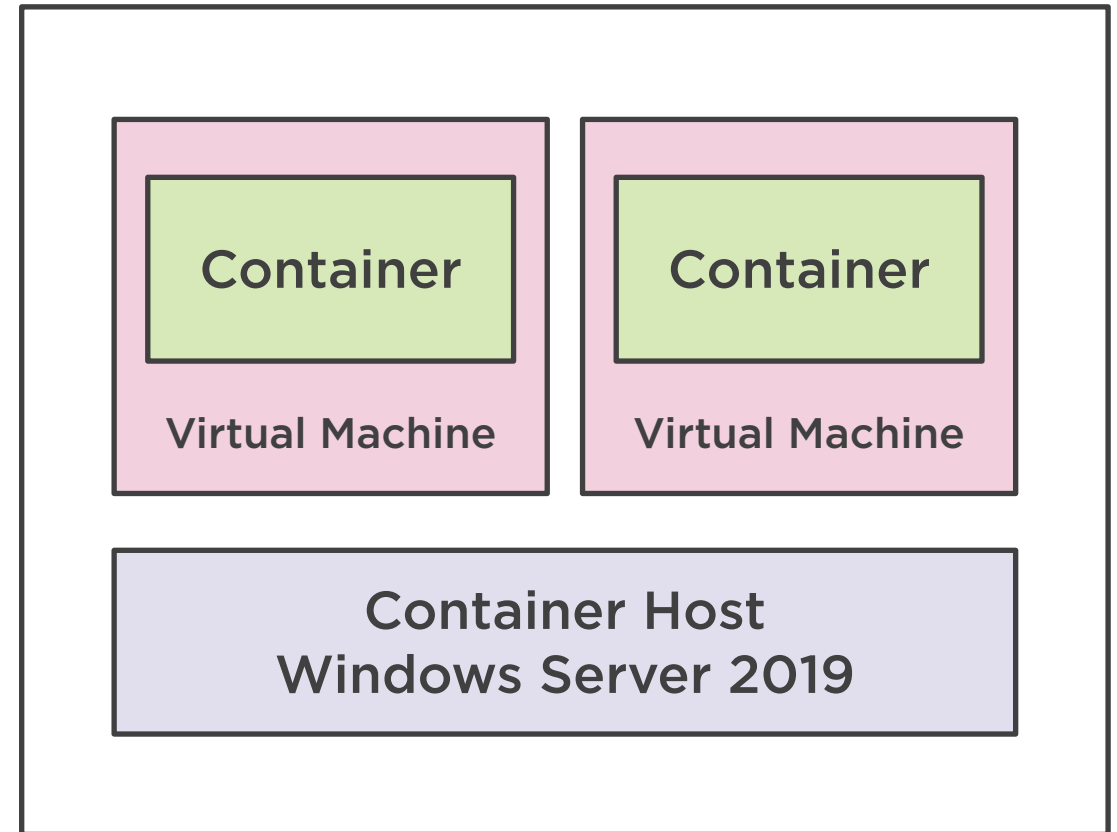 Container
Container
Virtual Machine
Virtual Machine
Container Host
Windows Server 2019